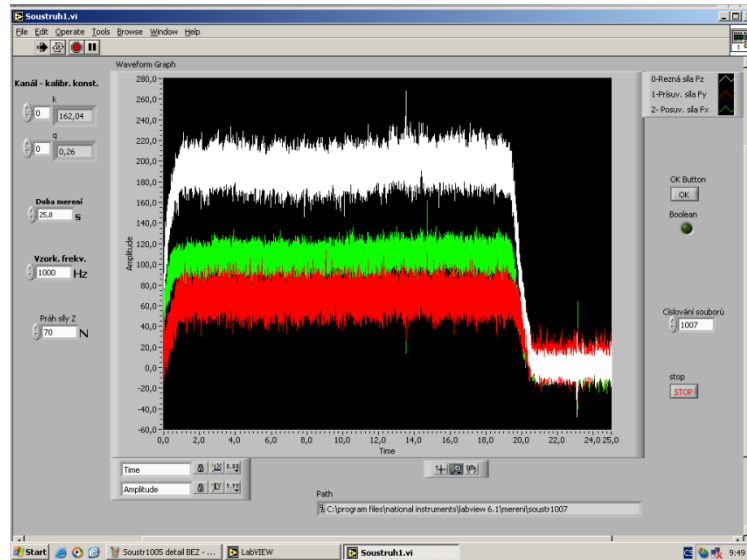 Soustruh1.vi
File Edit Operate Tools Browse Window Help
1
Waveform Graph
Kanál - kalibr. konst.
k
0 162,04
q
0 0,26
Doba merení
25,0 s
Vzork. frekv.
1000 Hz
Práh síly Z
70 N
280,0
260,0
240,0
220,0
200,0
180,0
160,0
140,0
120,0
100,0
80,0
60,0
40,0
20,0
0,0
-20,0
-40,0
-60,0
Amplitude
0,0 2,0 4,0 6,0 8,0 10,0 12,0 14,0 16,0 18,0 20,0 22,0 24,0 25,0
Time
0-Rezná síla Fz
1-Prísuv. síla Fy
2- Posuv. síla Fx
OK Button
OK
Boolean
Císlování souboru
1007
stop
STOP
Time
Amplitude
Path
C:\program files\national instruments\labview 6.1\merení\soustr1007
Start Soustr1005 detail BEZ - ... LabVIEW Soustruh1.vi 9:49